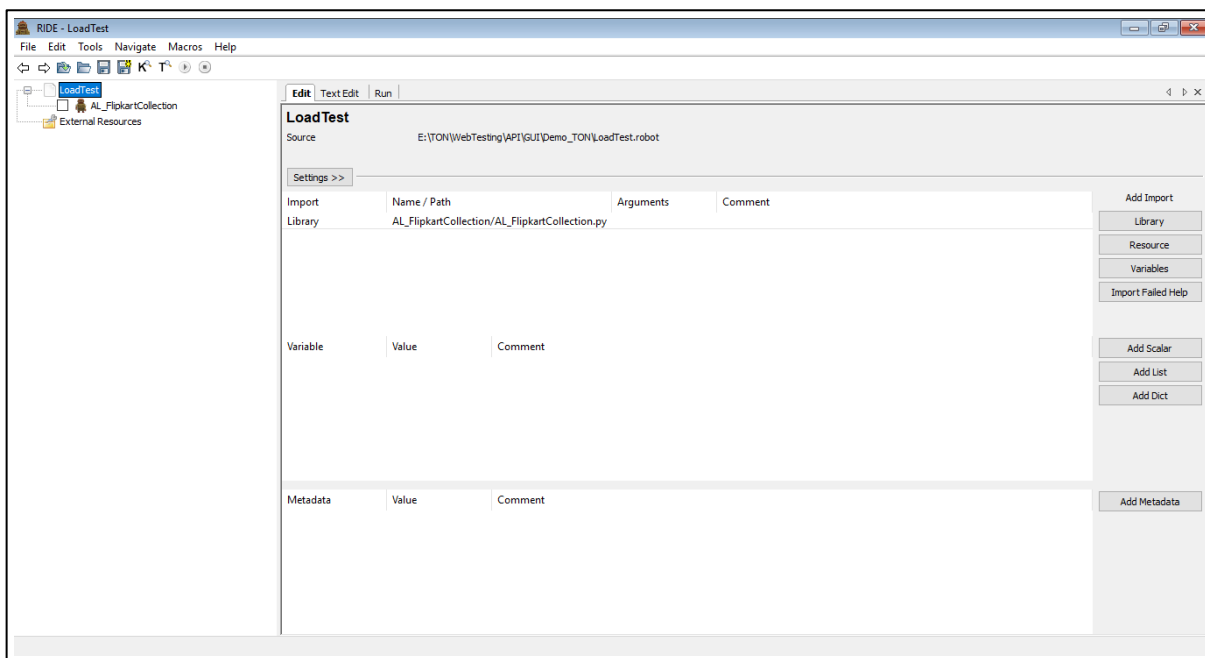 RIDE - LoadTest
File Edit Tools Navigate Macros Help
LoadTest
AL_FlipkartCollection
External Resources
Edit Text Edit Run
LoadTest
Source E:\TON\WebTesting\API\GUI\Demo_TON\LoadTest.robot
Settings >>
Import Name / Path Arguments Comment
Library AL_FlipkartCollection/AL_FlipkartCollection.py
Add Import
Library
Resource
Variables
Import Failed Help
Variable Value Comment
Add Scalar
Add List
Add Dict
Metadata Value Comment
Add Metadata